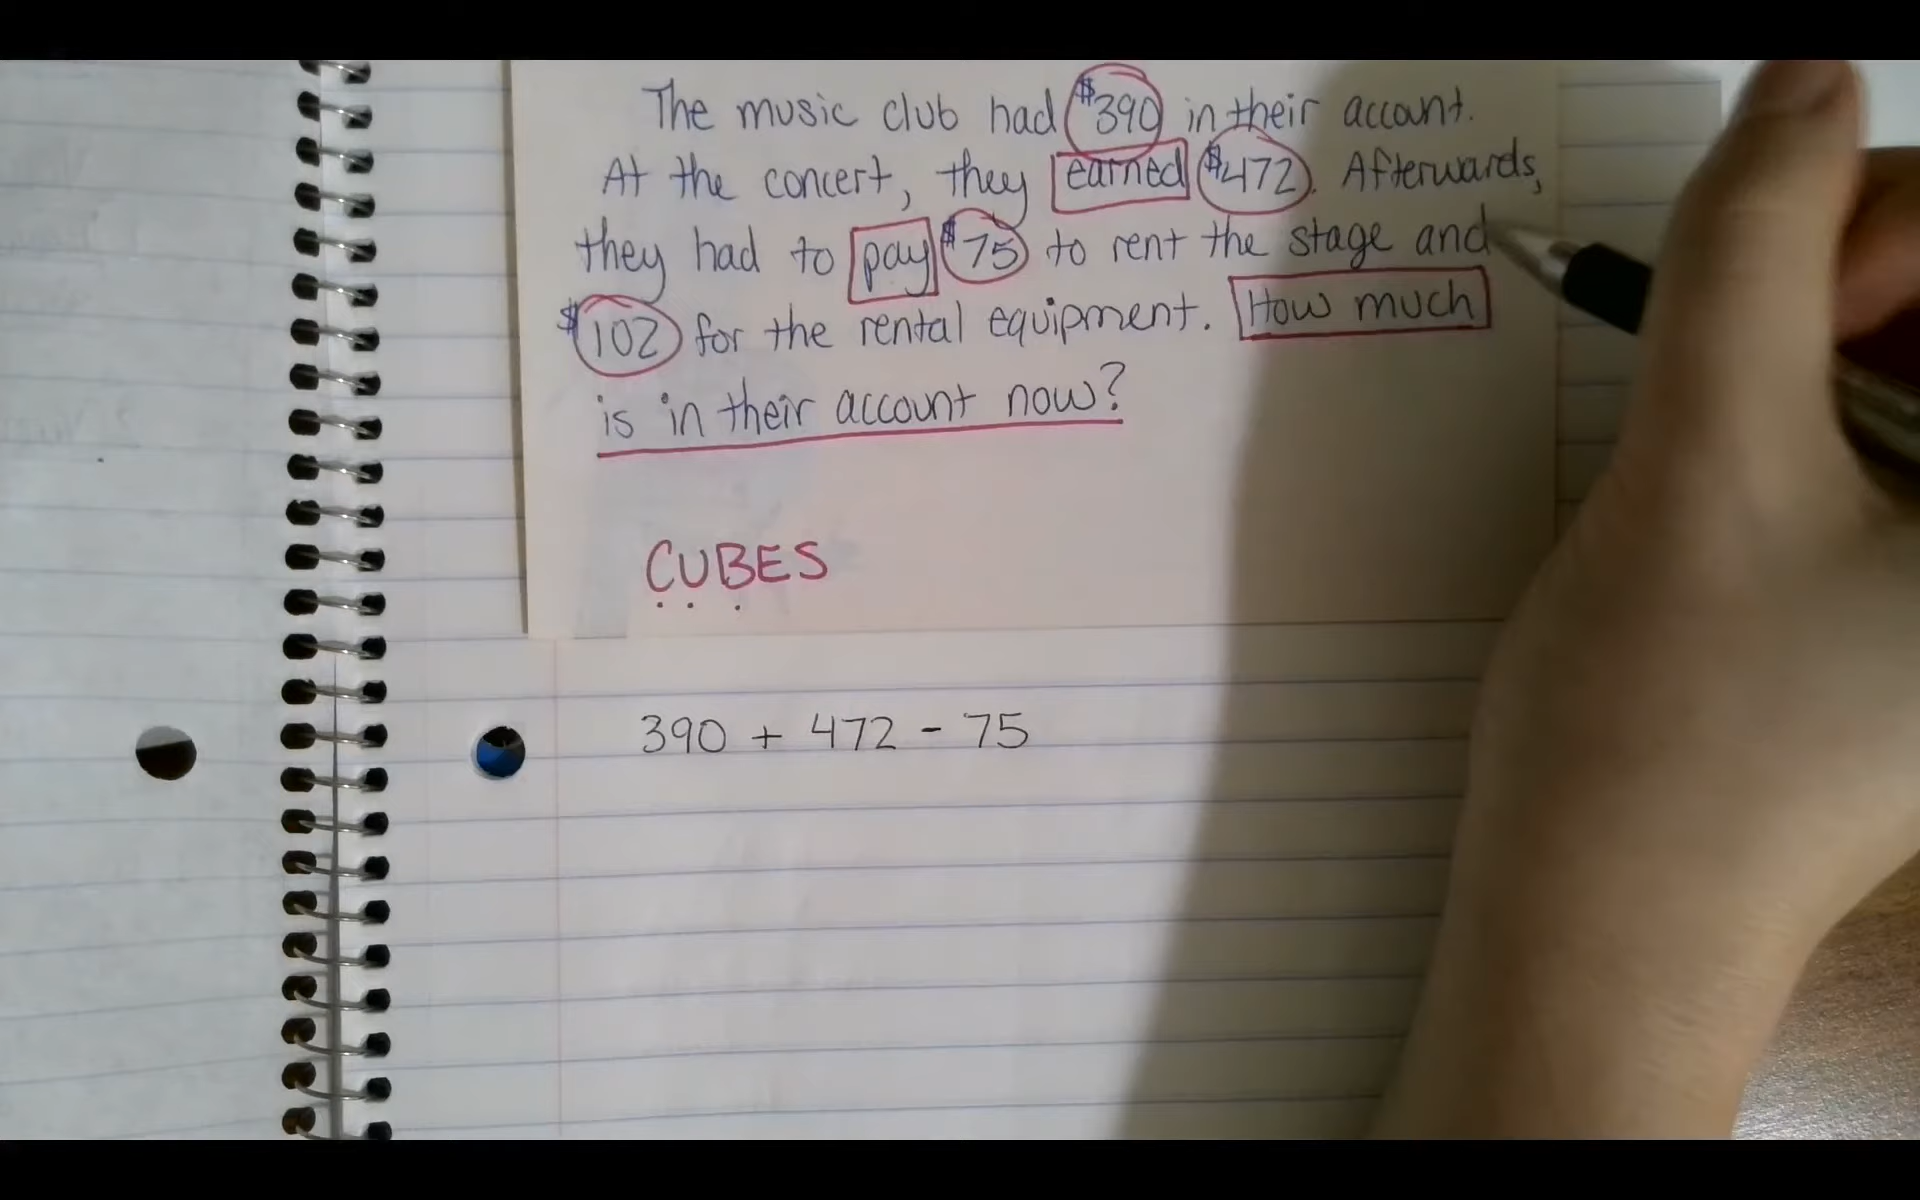 The music club had $390 in their account.
At the concert, they earned $472. Afterwards,
they had to pay $75 to rent the stage and
$102 for the rental equipment. How much
is in their account now?
CUBES
390 + 472 - 75